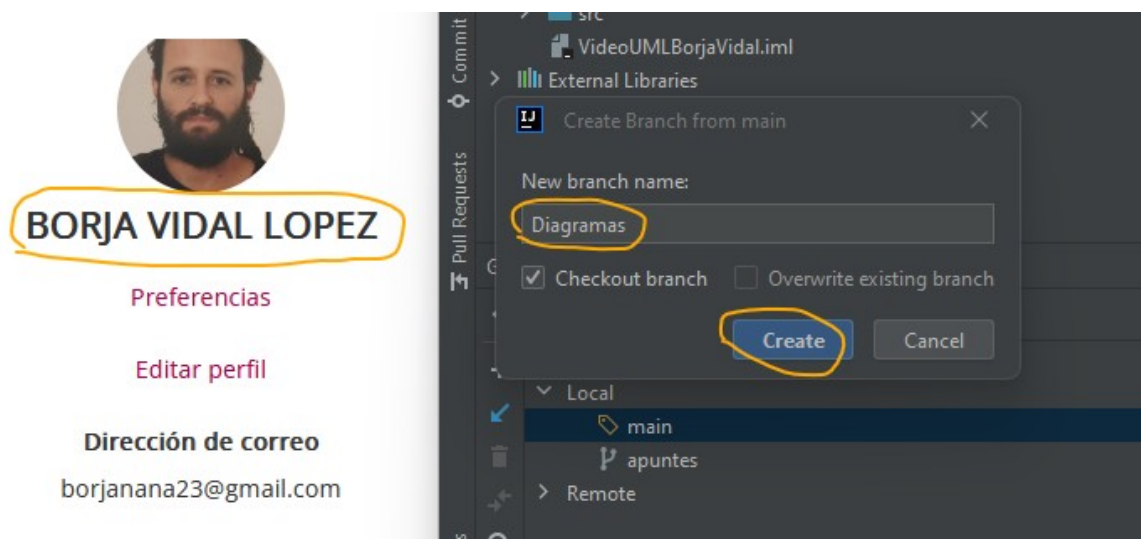 BORJA VIDAL LOPEZ
Preferencias
Editar perfil
Dirección de correo
borjanana23@gmail.com
Commit
Pull Requests
src
VideoUMLBorjaVidal.iml
External Libraries
IJ
Create Branch from main
New branch name:
Diagramas
Checkout branch
Overwrite existing branch
Create
Cancel
Local
main
apuntes
Remote